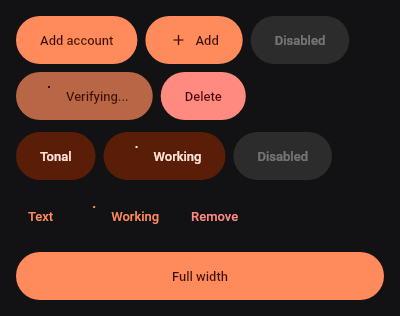 Add account + Add Disabled
Verifying... Delete
Tonal Working Disabled
Text Working Remove
Full width